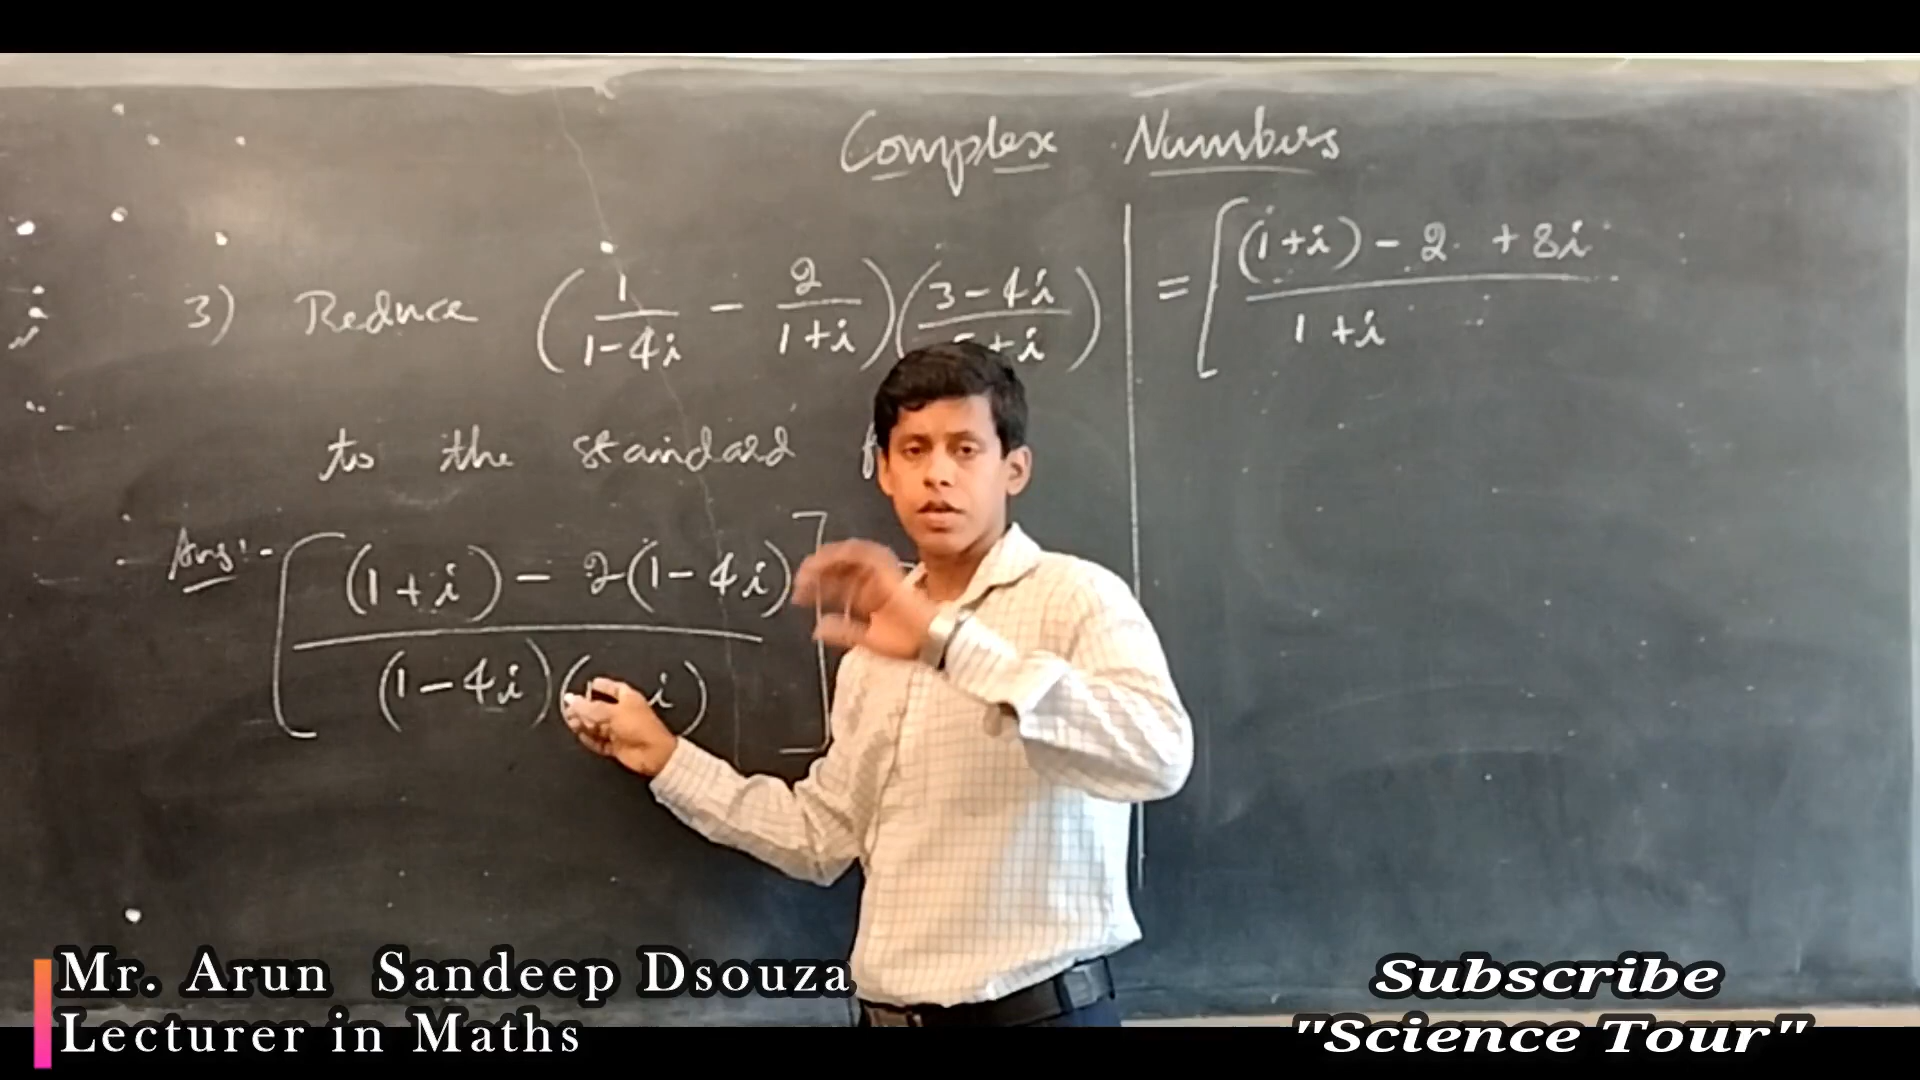 Complex Numbers
3) Reduce (1/(1-4i) - 2/(1+i))((3-4i)/(5+i))
to the standard
Ans:- [((1+i) - 2(1-4i))/((1-4i)( i))]
= [((1+i) - 2 + 8i)/(1 +i)
Mr. Arun Sandeep Dsouza
Lecturer in Maths
Subscribe
"Science Tour"